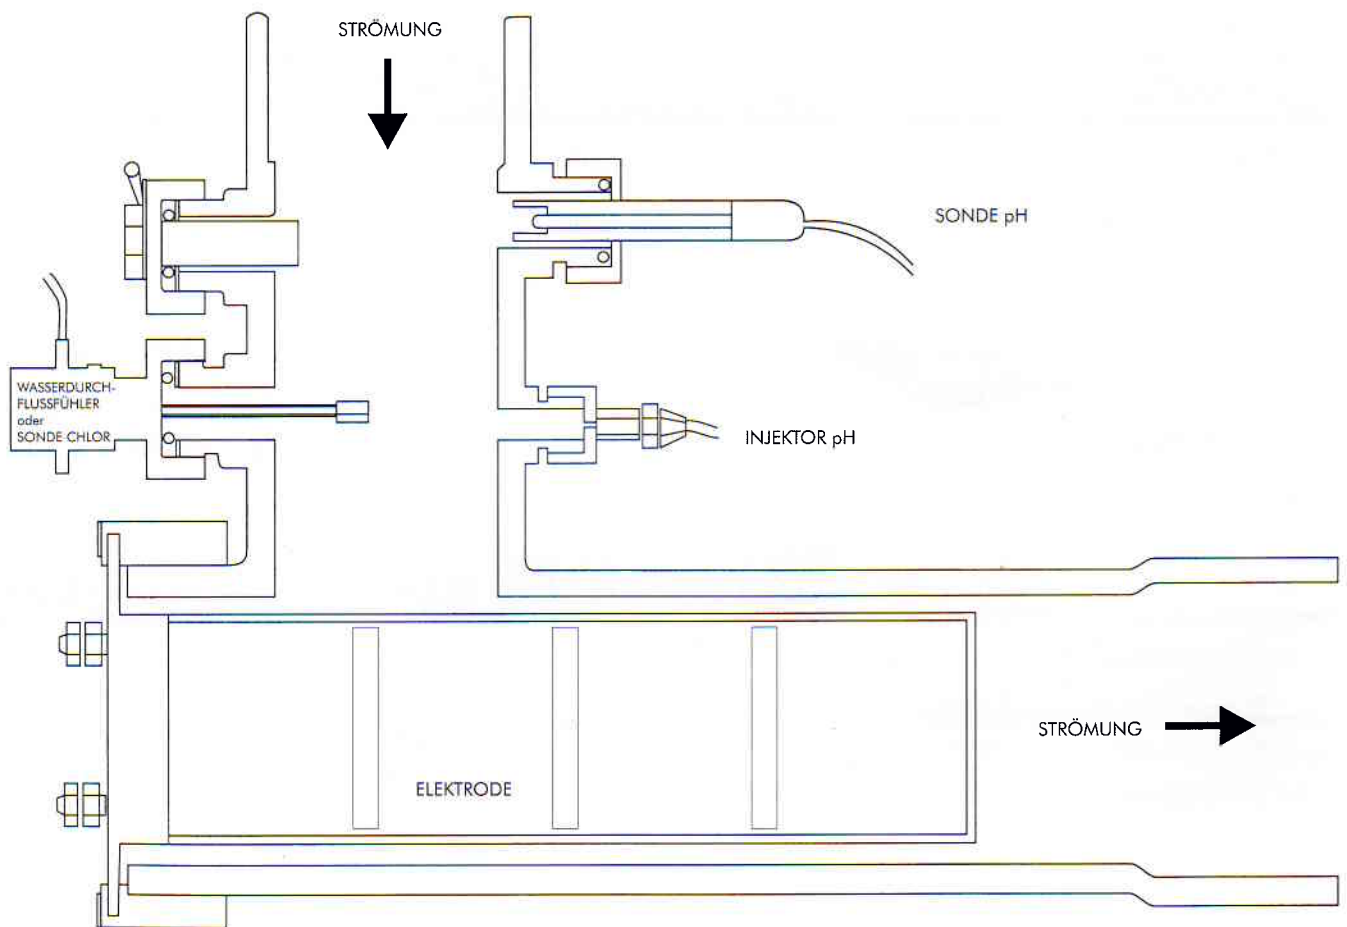 STRÖMUNG
SONDE pH
WASSERDURCH-
FLUSSFÜHLER
oder
SONDE CHLOR
INJEKTOR pH
STRÖMUNG
ELEKTRODE